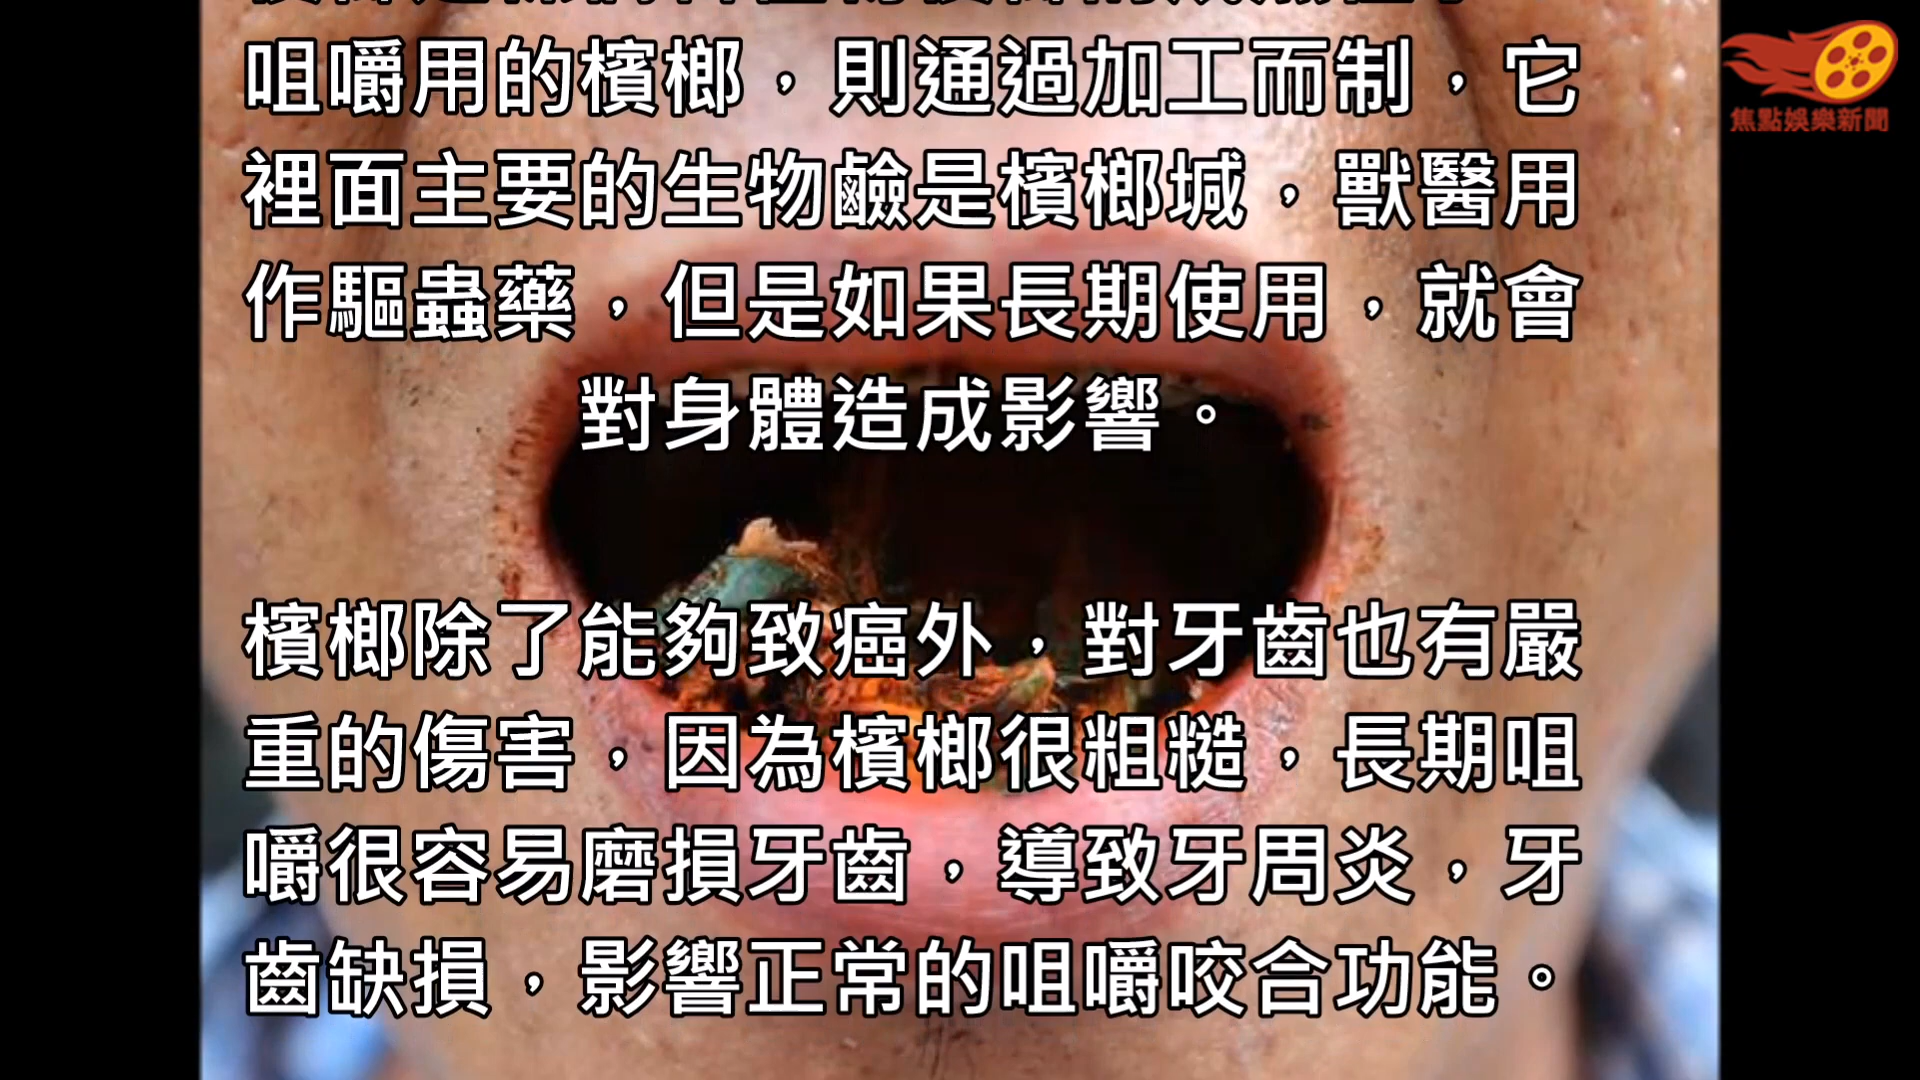 咀嚼用的檳榔，則通過加工而制，它
裡面主要的生物鹼是檳榔堿，獸醫用
作驅蟲藥，但是如果長期使用，就會
對身體造成影響。
檳榔除了能夠致癌外，對牙齒也有嚴
重的傷害，因為檳榔很粗糙，長期咀
嚼很容易磨損牙齒，導致牙周炎，牙
齒缺損，影響正常的咀嚼咬合功能。
焦點娛樂新聞